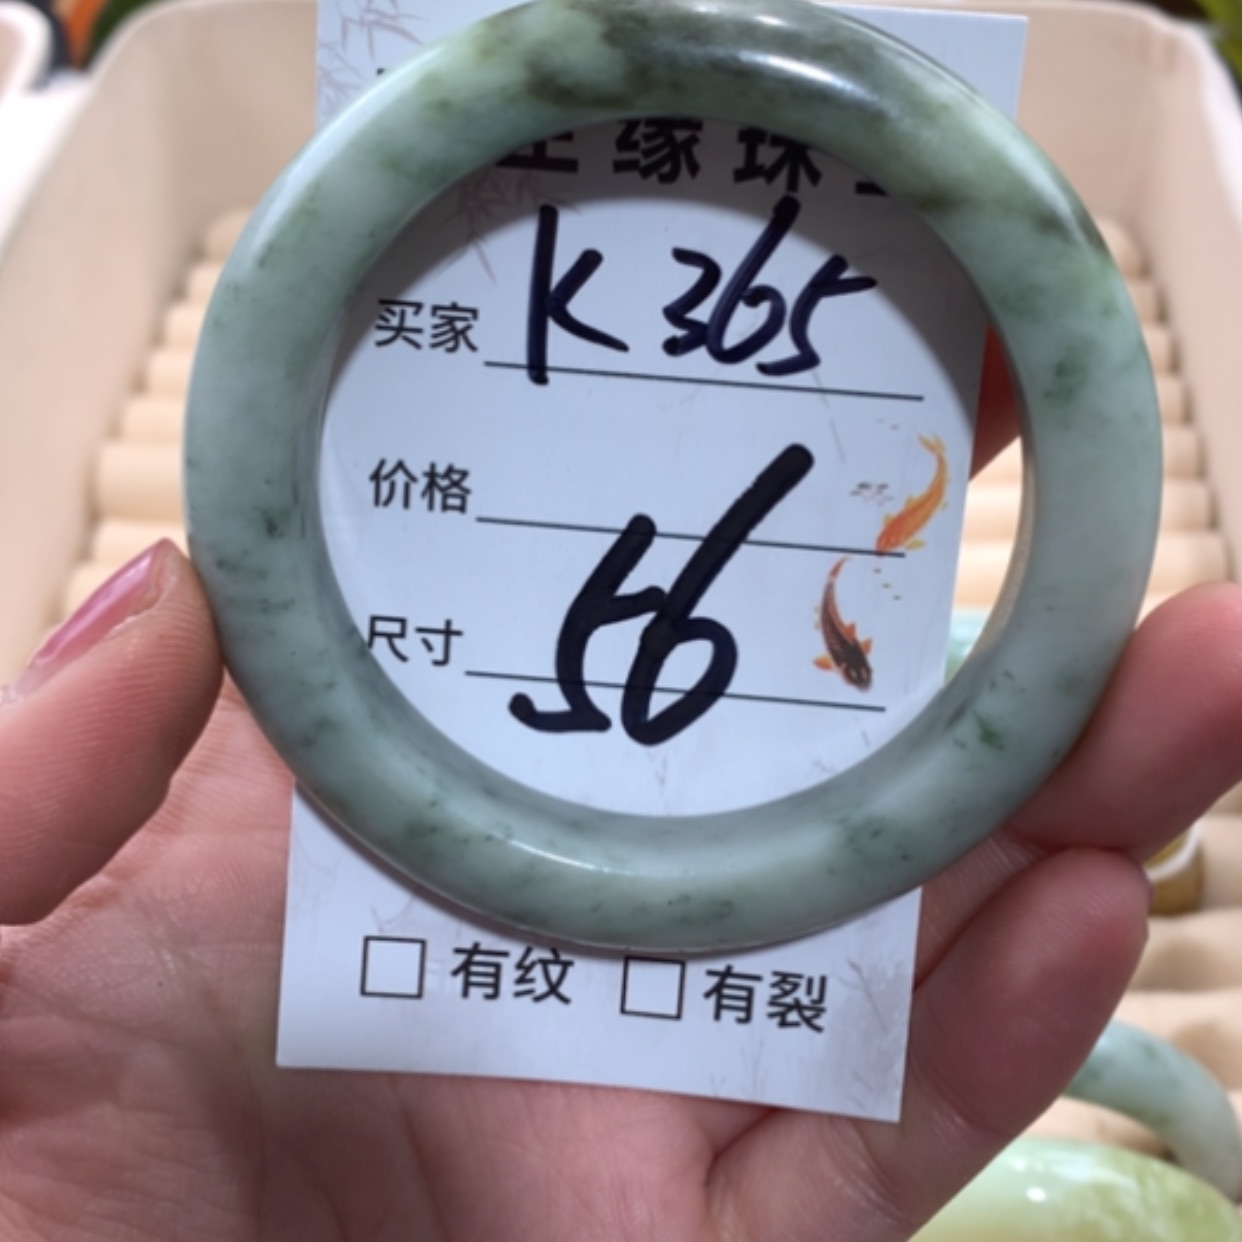 缘珠
买家 K365
价格
尺寸 56
□ 有纹 □ 有裂